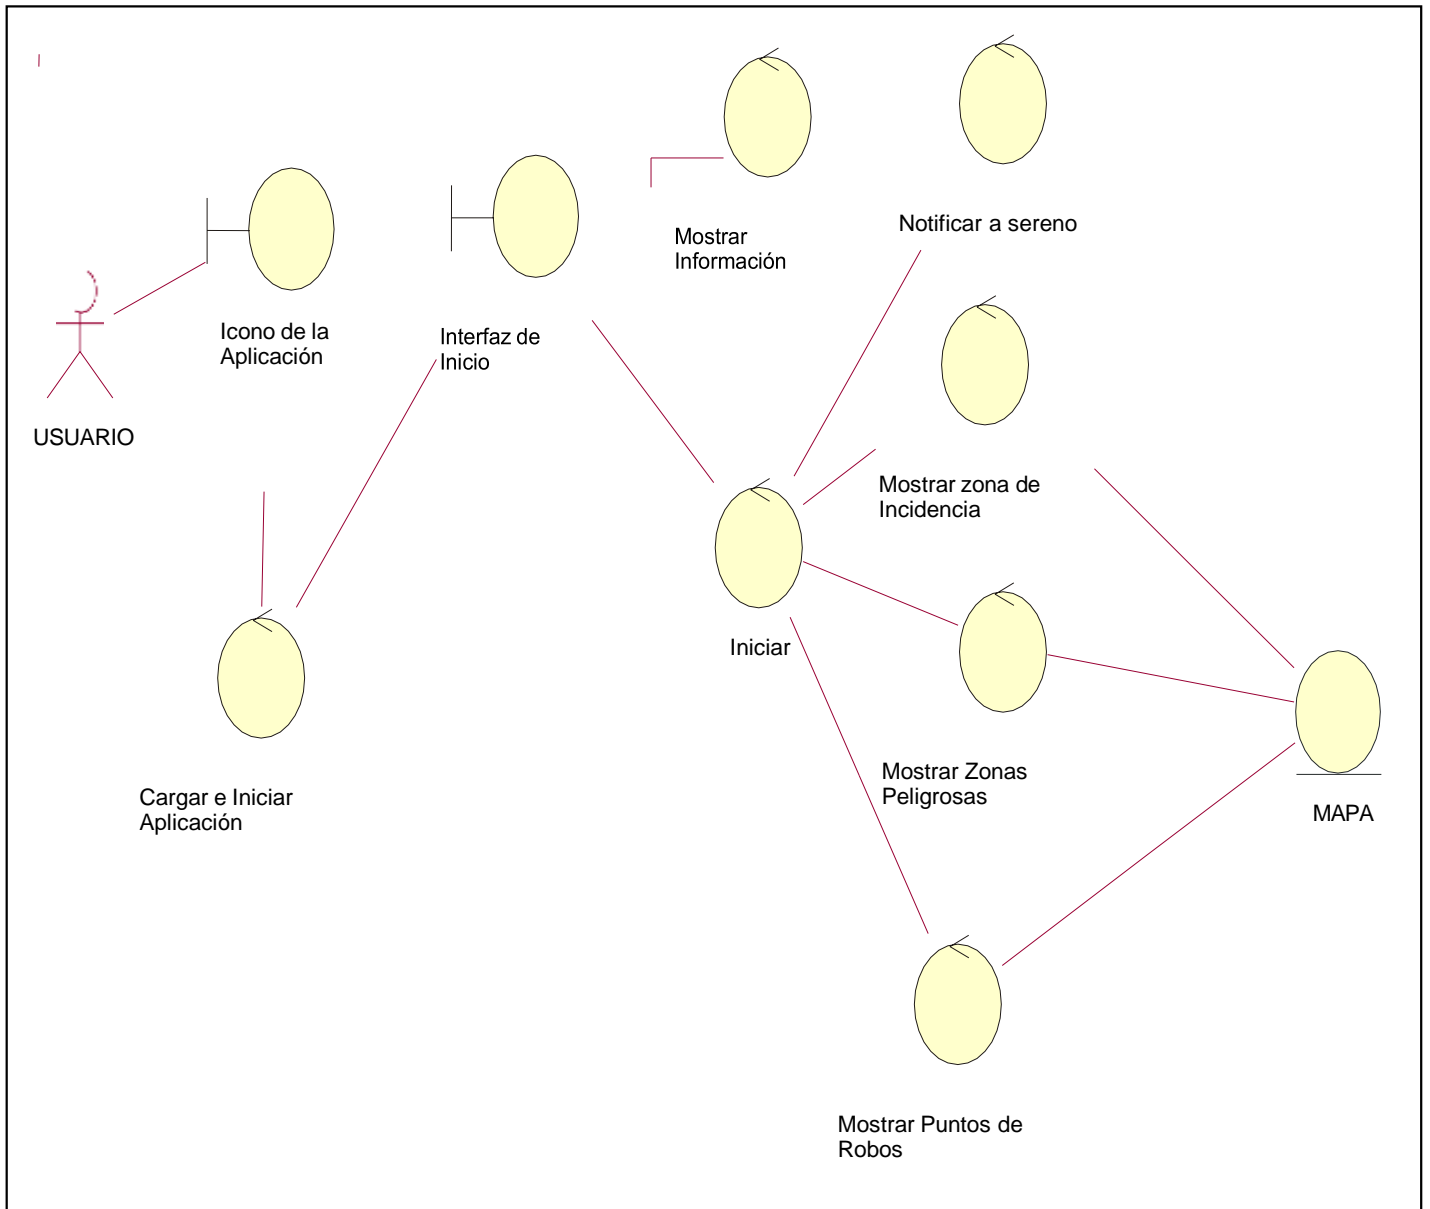 Notificar a sereno
Mostrar
Información
Icono de la
Aplicación
Interfaz de
Inicio
USUARIO
Mostrar zona de
Incidencia
Iniciar
Mostrar Zonas
Peligrosas
Cargar e Iniciar
Aplicación
MAPA
Mostrar Puntos de
Robos